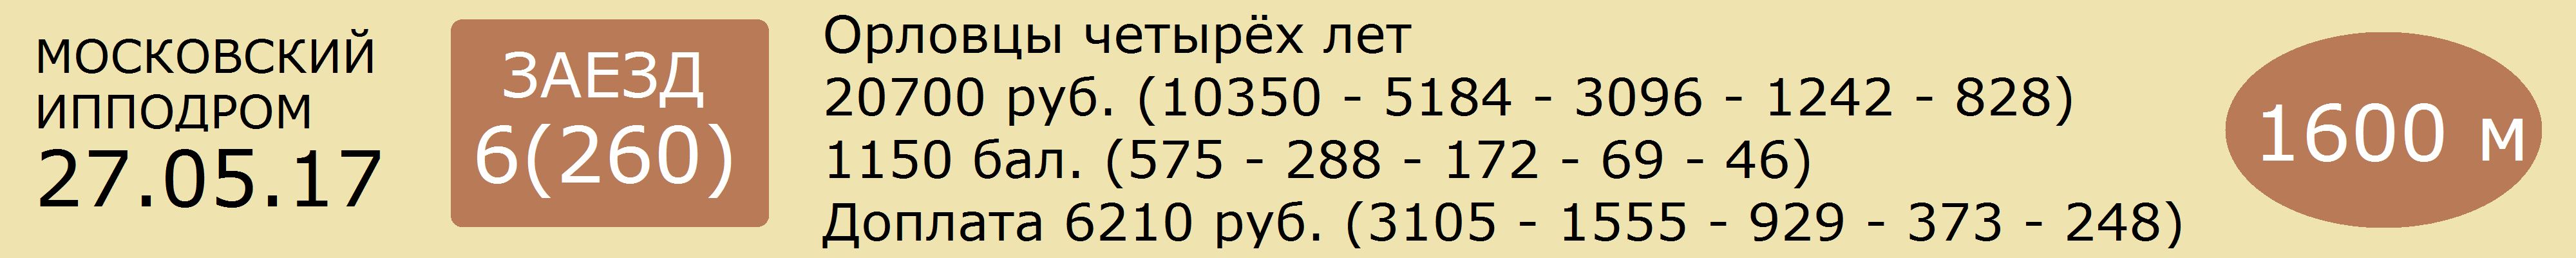 МОСКОВСКИЙ
ИППОДРОМ
27.05.17
ЗАЕЗД
6(260)
Орловцы четырёх лет
20700 руб. (10350 - 5184 - 3096 - 1242 - 828)
1150 бал. (575 - 288 - 172 - 69 - 46)
Доплата 6210 руб. (3105 - 1555 - 929 - 373 - 248)
1600 м